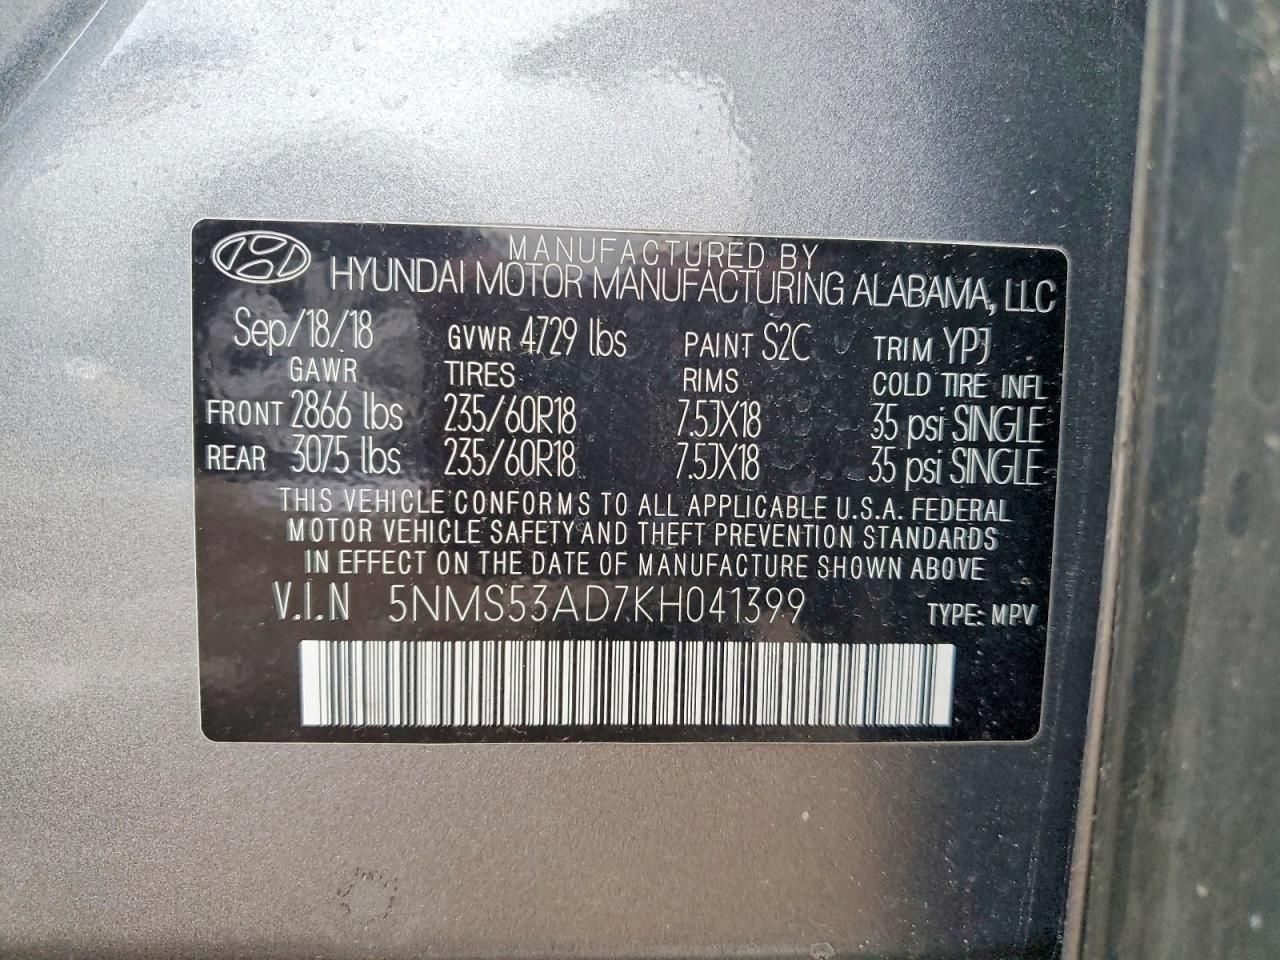 MANUFACTURED BY
HYUNDAI MOTOR MANUFACTURING ALABAMA, LLC
Sep/18/18 GVWR 4729 lbs PAINT S2C TRIM YPJ
GAWR TIRES RIMS COLD TIRE INFL
FRONT 2866 lbs 235/60R18 7.5JX18 35 psi SINGLE
REAR 3075 lbs 235/60R18 7.5JX18 35 psi SINGLE
THIS VEHICLE CONFORMS TO ALL APPLICABLE U.S.A. FEDERAL
MOTOR VEHICLE SAFETY AND THEFT PREVENTION STANDARDS
IN EFFECT ON THE DATE OF MANUFACTURE SHOWN ABOVE
V.I.N 5NMS53AD7KH041399 TYPE: MPV